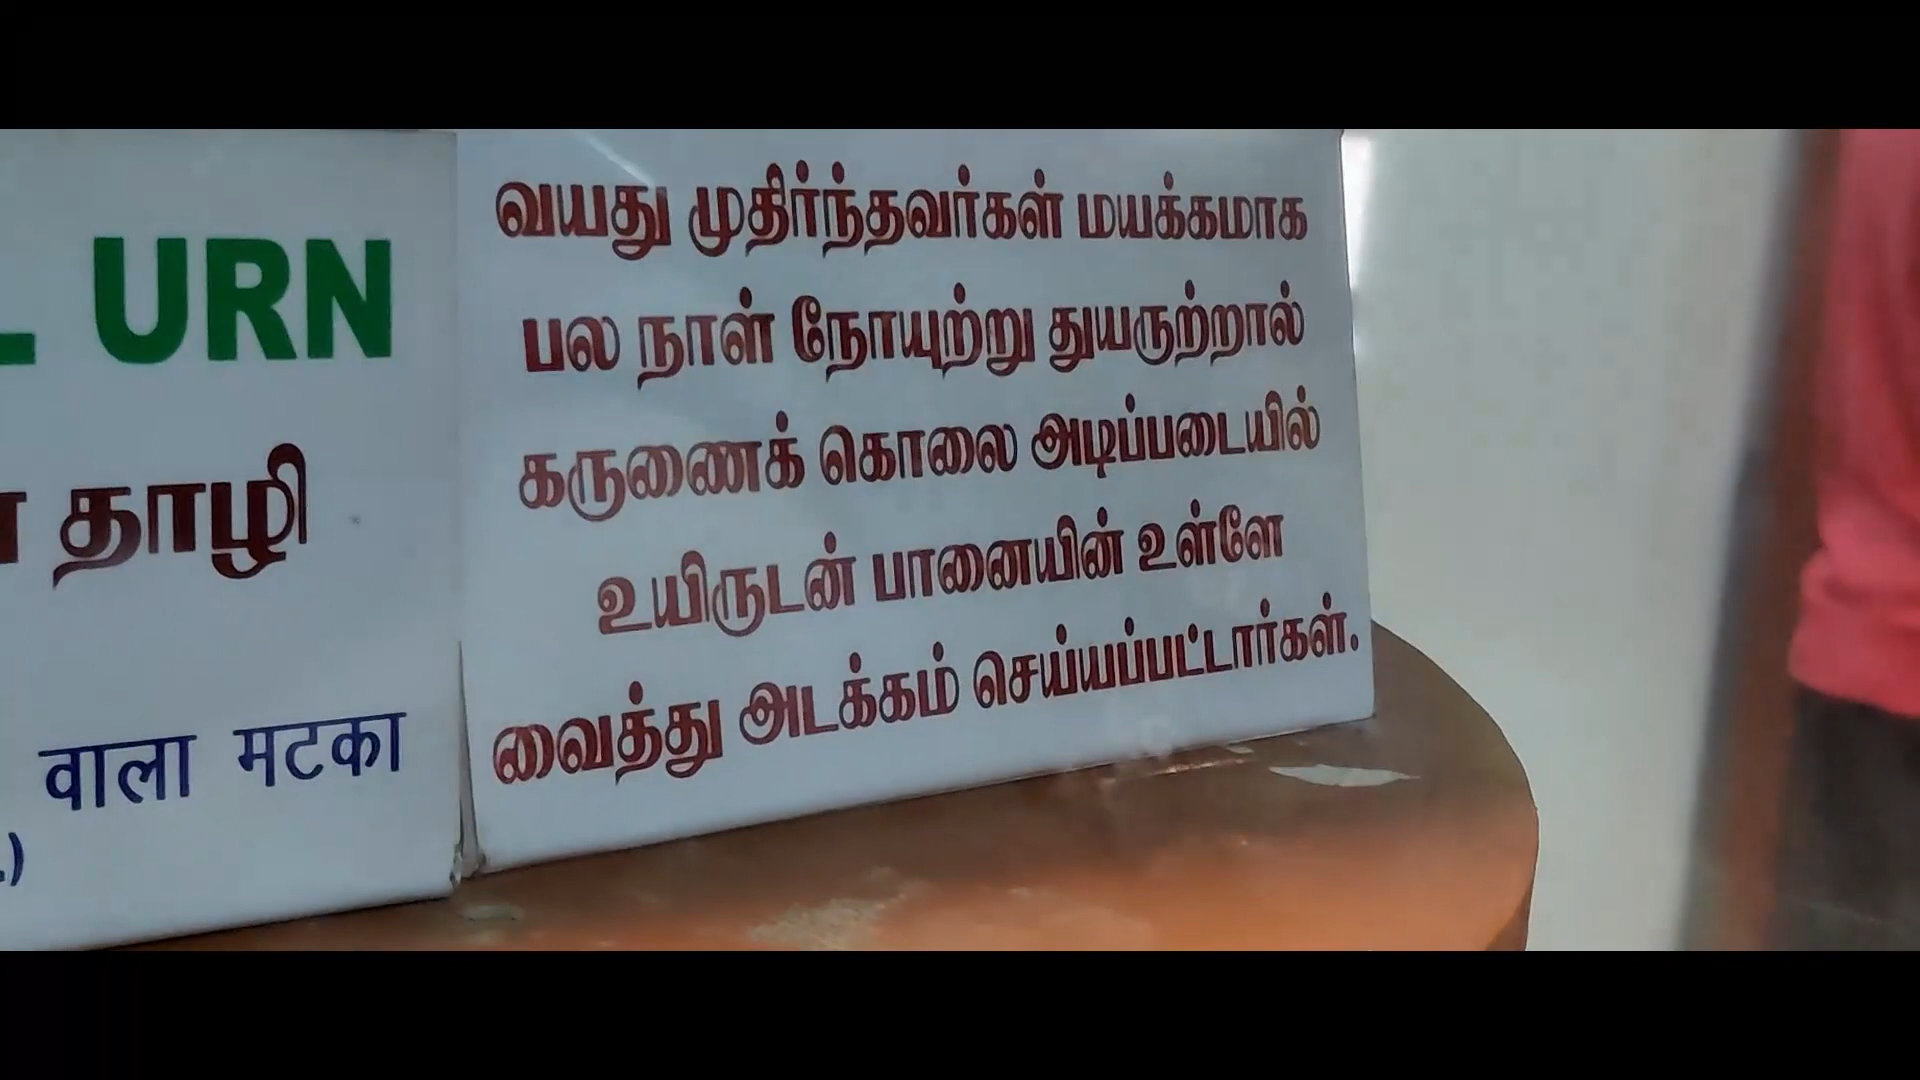 URN
தாழி
वाला मटका
.)
வயது முதிர்ந்தவர்கள் மயக்கமாக
பல நாள் நோயுற்று துயருற்றால்
கருணைக் கொலை அடிப்படையில்
உயிருடன் பானையின் உள்ளே
வைத்து அடக்கம் செய்யப்பட்டார்கள்.